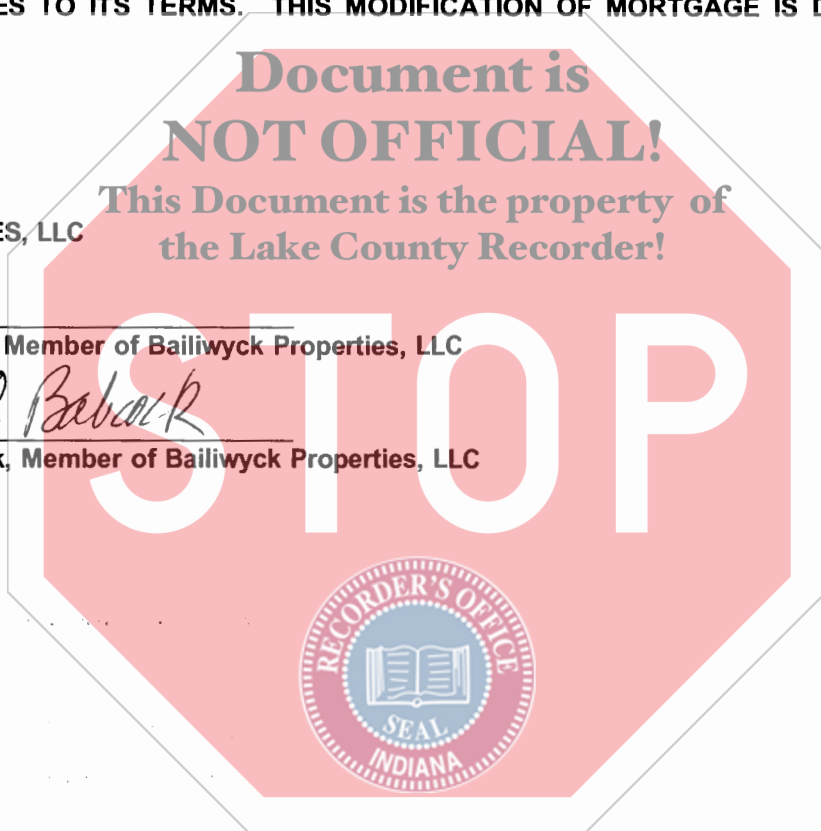 ES TO ITS TERMS. THIS MODIFICATION OF MORTGAGE IS D
Document is
NOT OFFICIAL!
This Document is the property of
the Lake County Recorder!
ES, LLC
STOP
Member of Bailiwyck Properties, LLC
Babcock
k, Member of Bailiwyck Properties, LLC
RECORDER'S OFFICE
SEAL
INDIANA